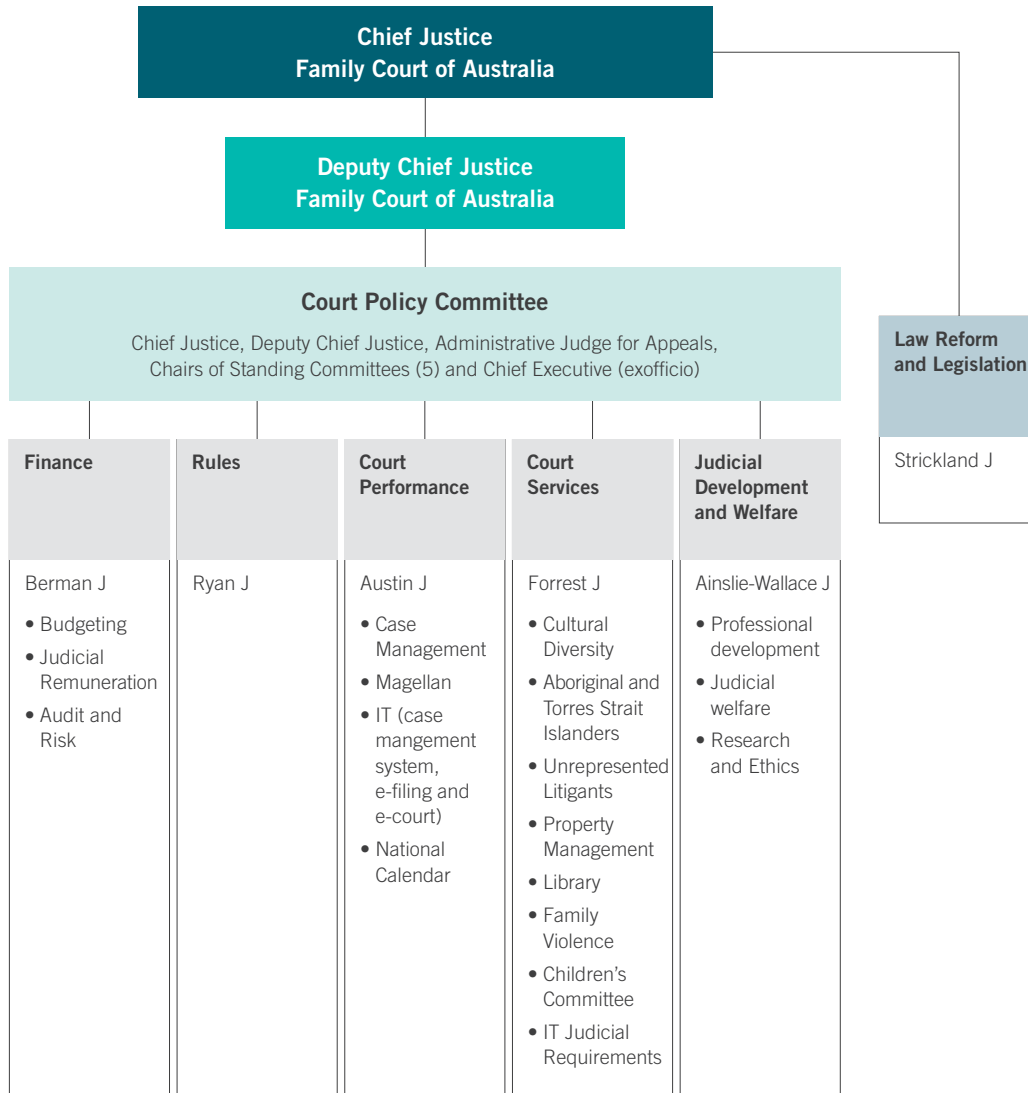 Chief Justice
Family Court of Australia
Deputy Chief Justice
Family Court of Australia
Court Policy Committee
Chief Justice, Deputy Chief Justice, Administrative Judge for Appeals,
Chairs of Standing Committees (5) and Chief Executive (exofficio)
Law Reform
and Legislation
Strickland J
Finance
Berman J
• Budgeting
• Judicial
Remuneration
• Audit and
Risk
Rules
Ryan J
Court
Performance
Austin J
• Case
Management
• Magellan
• IT (case
mangement
system,
e-filing and
e-court)
• National
Calendar
Court
Services
Forrest J
• Cultural
Diversity
• Aboriginal and
Torres Strait
Islanders
• Unrepresented
Litigants
• Property
Management
• Library
• Family
Violence
• Children's
Committee
• IT Judicial
Requirements
Judicial
Development
and Welfare
Ainslie-Wallace J
• Professional
development
• Judicial
welfare
• Research
and Ethics